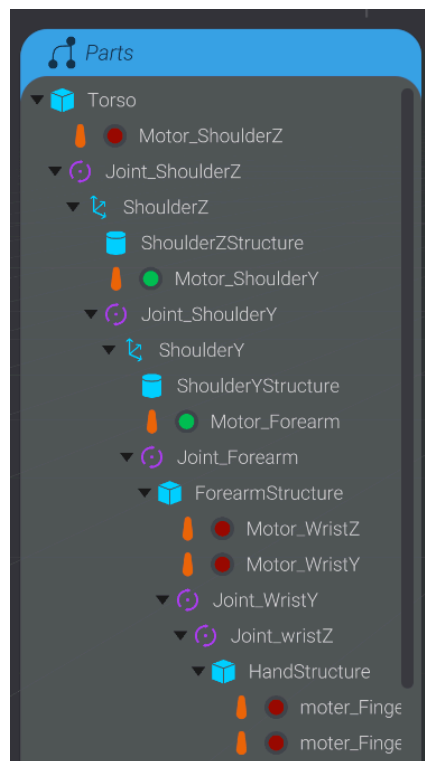 Parts
Torso
Motor_ShoulderZ
Joint_ShoulderZ
ShoulderZ
ShoulderZStructure
Motor_ShoulderY
Joint_ShoulderY
ShoulderY
ShoulderYStructure
Motor_Forearm
Joint_Forearm
ForearmStructure
Motor_WristZ
Motor_WristY
Joint_WristY
Joint_wristZ
HandStructure
moter_Finge
moter_Finge